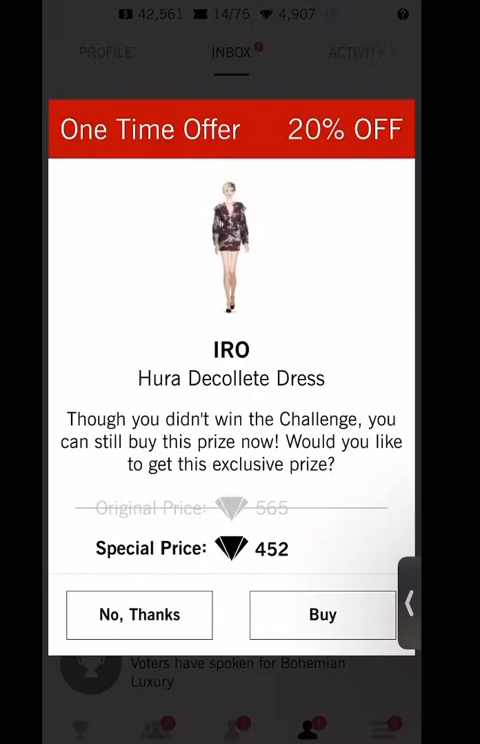 42,561 14/75 4,907 ?
PROFILE INBOX ACTIVITY
One Time Offer 20% OFF
IRO
Hura Decollete Dress
Though you didn't win the Challenge, you
can still buy this prize now! Would you like
to get this exclusive prize?
Original Price: 565
Special Price: 452
No, Thanks Buy
Voters have spoken for Bohemian
Luxury